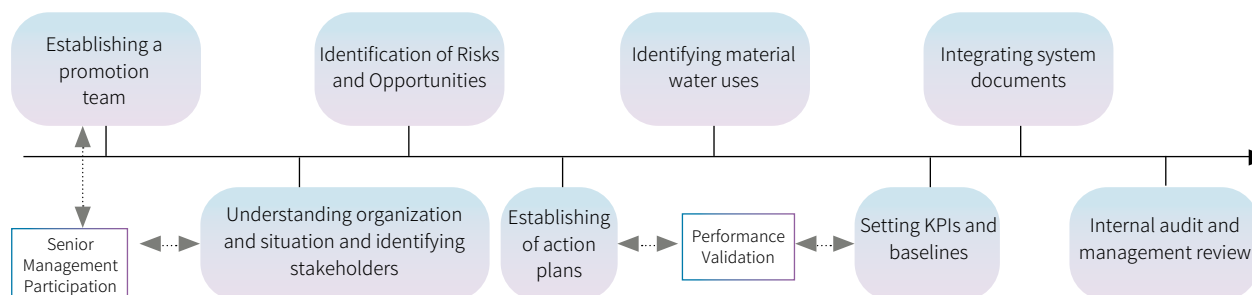 Establishing a
promotion
team
Identification of Risks
and Opportunities
Identifying material
water uses
Integrating system
documents
Senior
Management
Participation
Understanding organization
and situation and identifying
stakeholders
Establishing
of action
plans
Performance
Validation
Setting KPIs and
baselines
Internal audit and
management review